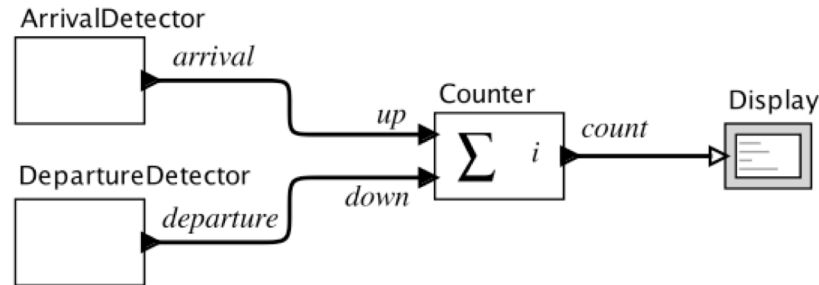 ArrivalDetector
arrival
up
Counter
Σ i
count
Display
DepartureDetector
departure
down